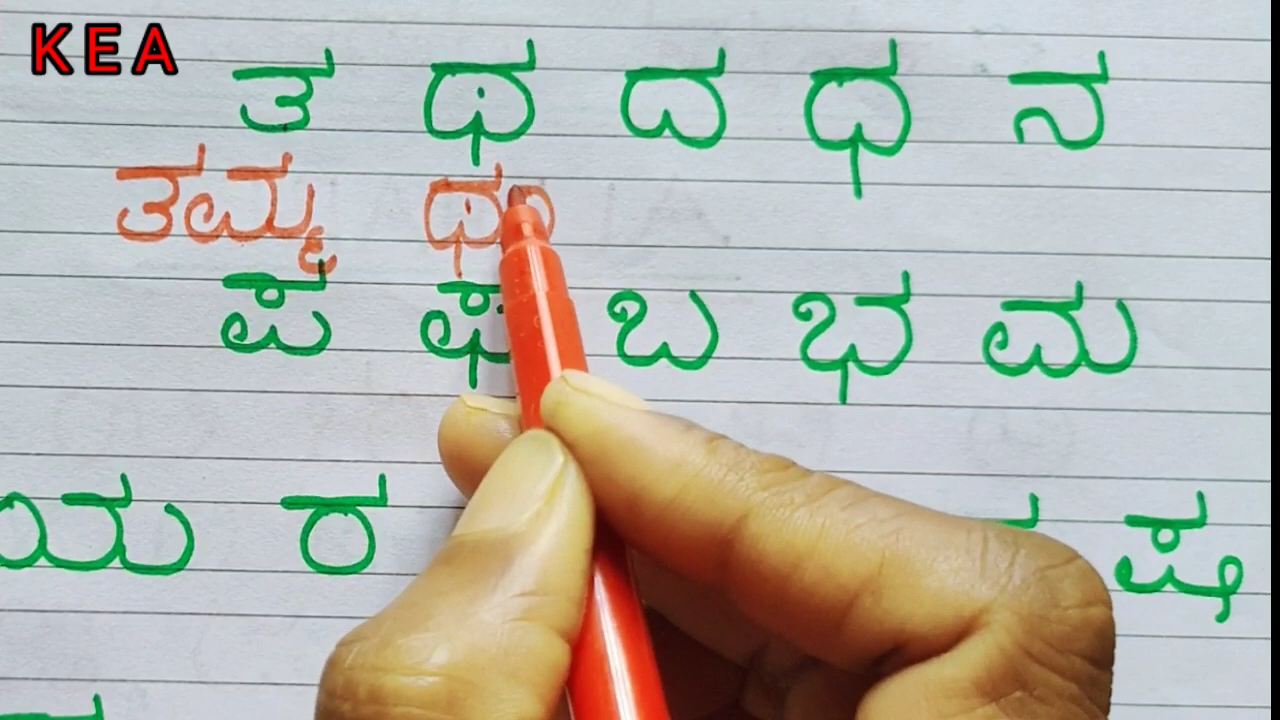 KEA
ತ ಥ ದ ಧ ನ
ತಮ್ಮ
ಪ ಫ ಬ ಭ ಮ
ಯ ರ ಷ